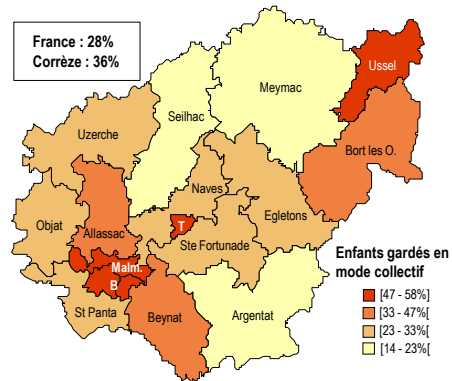 France : 28%
Corrèze : 36%
Ussel
Meymac
Seilhac
Uzerche
Bort les O.
Naves
Objat
Allassac
Egletons
T
Ste Fortunade
Malm.
B
St Panta
Beynat
Argentat
Enfants gardés en
mode collectif
[47 - 58%]
[33 - 47%[
[23 - 33%[
[14 - 23%[